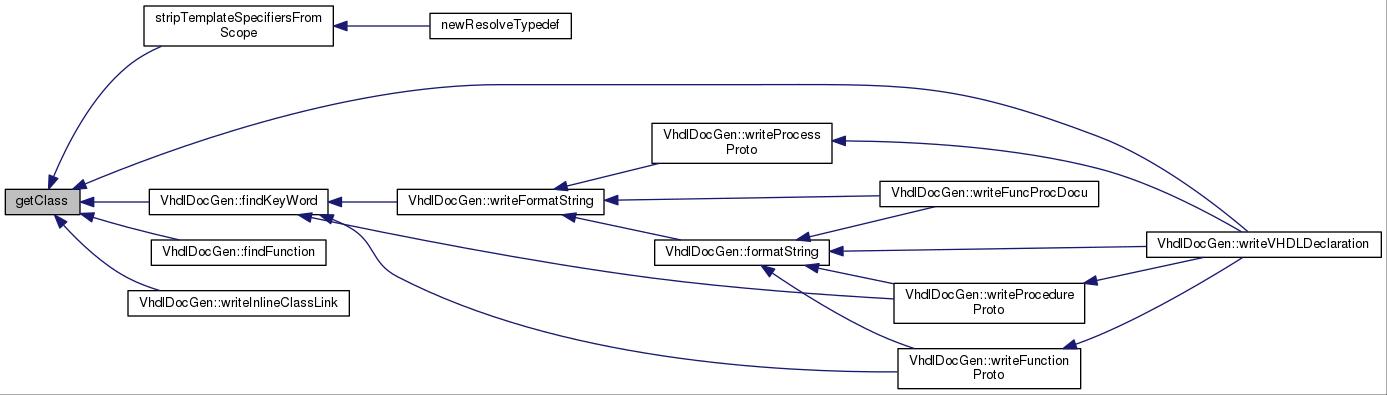 stripTemplateSpecifiersFrom
Scope
newResolveTypedef
VhdlDocGen::writeProcess
Proto
getClass
VhdlDocGen::findKeyWord
VhdlDocGen::writeFormatString
VhdlDocGen::writeFuncProcDocu
VhdlDocGen::findFunction
VhdlDocGen::formatString
VhdlDocGen::writeVHDLDeclaration
VhdlDocGen::writeInlineClassLink
VhdlDocGen::writeProcedure
Proto
VhdlDocGen::writeFunction
Proto